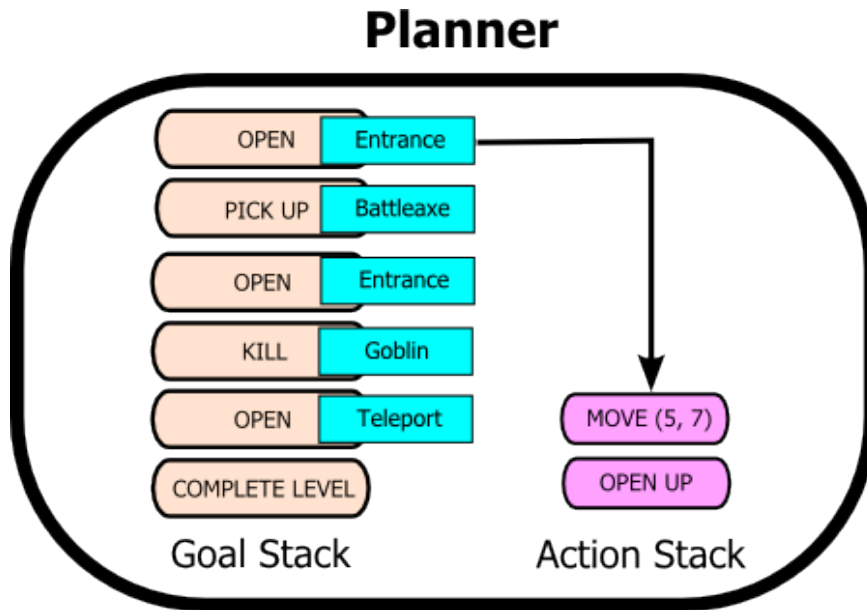 Planner
OPEN Entrance
PICK UP Battleaxe
OPEN Entrance
KILL Goblin
OPEN Teleport
COMPLETE LEVEL
Goal Stack
MOVE (5, 7)
OPEN UP
Action Stack